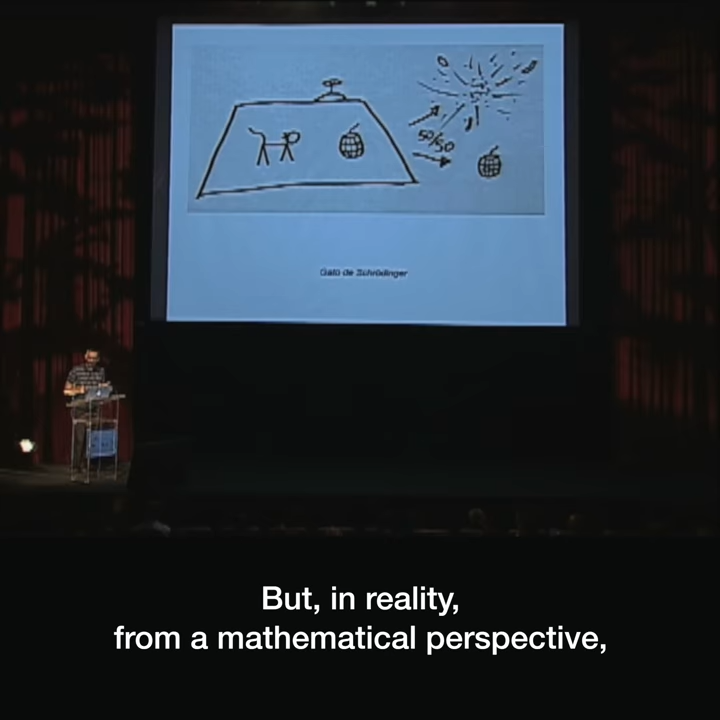 50/50
Gato de Schrödinger
But, in reality,
from a mathematical perspective,